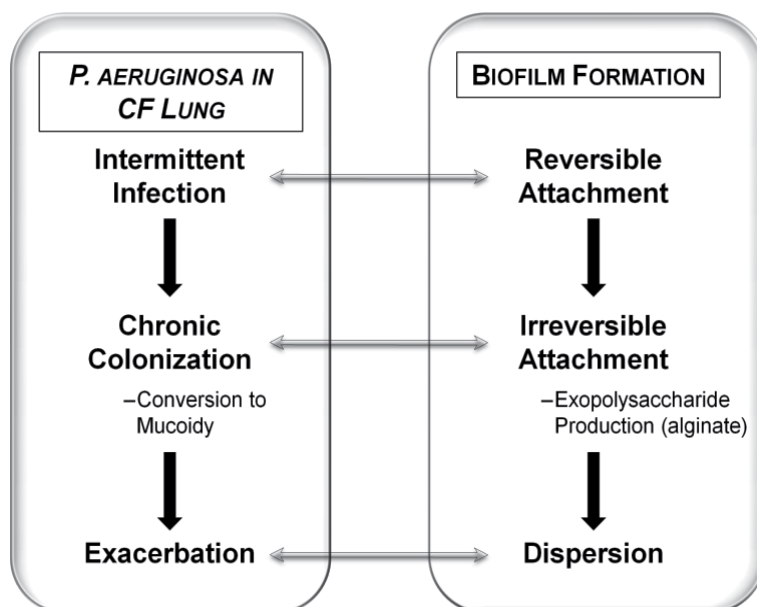 P. AERUGINOSA IN
CF LUNG
Intermittent
Infection
Chronic
Colonization
–Conversion to
Mucoidy
Exacerbation
BIOFILM FORMATION
Reversible
Attachment
Irreversible
Attachment
–Exopolysaccharide
Production (alginate)
Dispersion